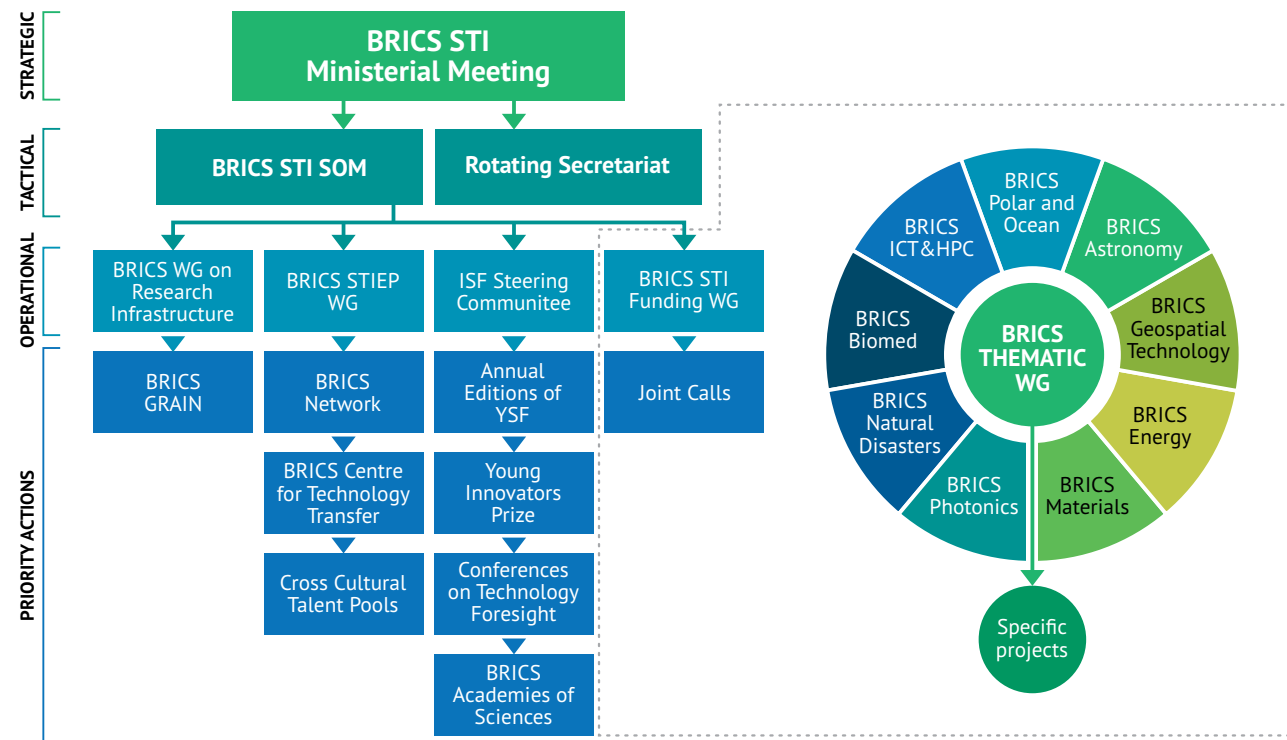 STRATEGIC
BRICS STI
Ministerial Meeting
TACTICAL
BRICS STI SOM
Rotating Secretariat
OPERATIONAL
BRICS WG on
Research
Infrastructure
BRICS STIEP
WG
ISF Steering
Communitee
BRICS STI
Funding WG
PRIORITY ACTIONS
BRICS
GRAIN
BRICS
Network
Annual
Editions of
YSF
Joint Calls
BRICS Centre
for Technology
Transfer
Young
Innovators
Prize
Cross Cultural
Talent Pools
Conferences
on Technology
Foresight
BRICS
Academies of
Sciences
BRICS
Polar and
Ocean
BRICS
Astronomy
BRICS
Geospatial
Technology
BRICS
Energy
BRICS
Materials
BRICS
Photonics
BRICS
Natural
Disasters
BRICS
Biomed
BRICS
ICT&HPC
BRICS
THEMATIC
WG
Specific
projects